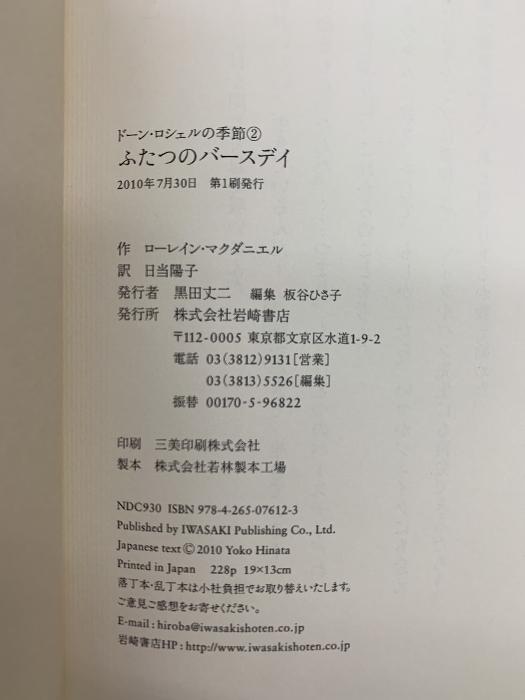 ドーン・ロシェルの季節②
ふたつのバースデイ
2010年7月30日　第1刷発行
作　ローレイン・マクダニエル
訳　日当陽子
発行者　黒田丈二　編集　板谷ひさ子
発行所　株式会社岩崎書店
〒112-0005 東京都文京区水道1-9-2
電話 03(3812)9131[営業]
03(3813)5526[編集]
振替 00170-5-96822
印刷　三美印刷株式会社
製本　株式会社若林製本工場
NDC930 ISBN 978-4-265-07612-3
Published by IWASAKI Publishing Co., Ltd.
Japanese text©2010 Yoko Hinata
Printed in Japan　228p 19×13cm
落丁本・乱丁本は小社負担でお取り替えいたします。
ご意見ご感想をお寄せください。
E-mail : hiroba@iwasakishoten.co.jp
岩崎書店HP : http://www.iwasakishoten.co.jp